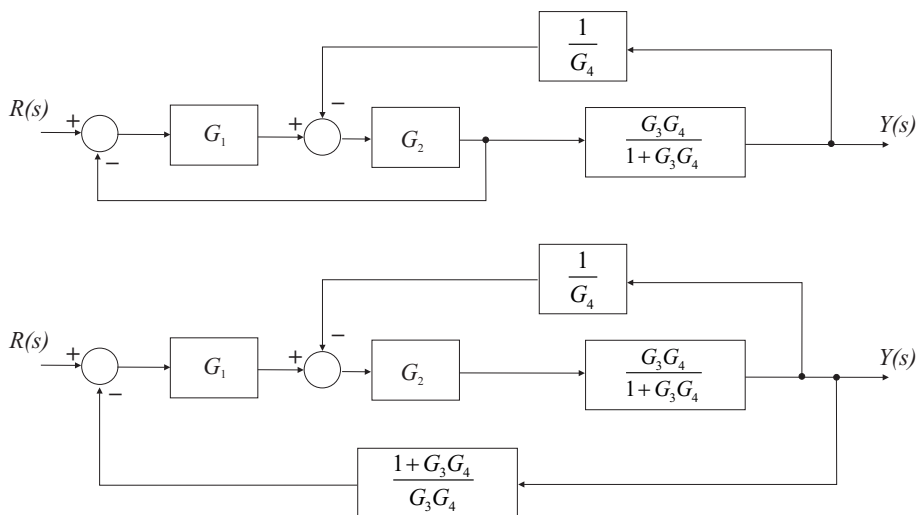 1
G₄
−
R(s)
+
G₁
+
G₂
G₃G₄
1 + G₃G₄
Y(s)
−
1
G₄
−
R(s)
+
G₁
+
G₂
G₃G₄
1 + G₃G₄
Y(s)
−
1 + G₃G₄
G₃G₄